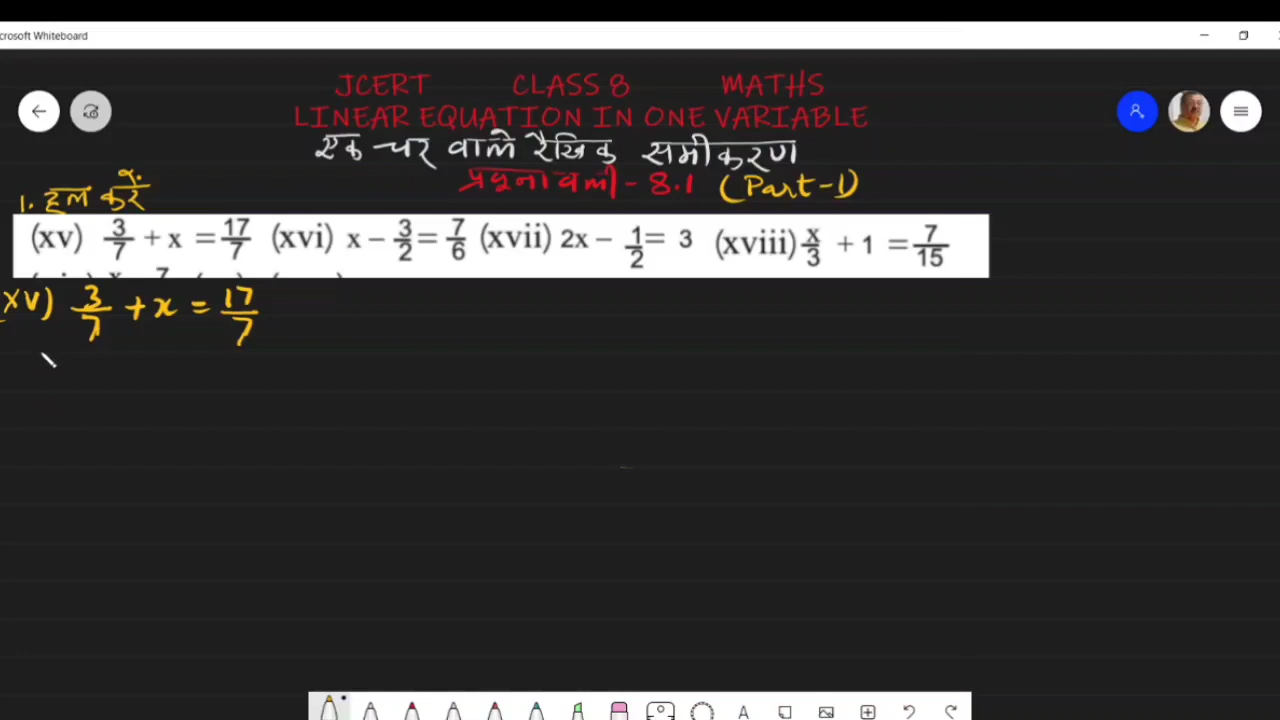 crosoft Whiteboard
JCERT CLASS 8 MATHS
LINEAR EQUATION IN ONE VARIABLE
एक चर वाले रैखिक समीकरण
प्रश्नावली - 8.1 (Part-1)
1. हल करें
(xv) 3/7 + x = 17/7 (xvi) x − 3/2 = 7/6 (xvii) 2x − 1/2 = 3 (xviii) x/3 + 1 = 7/15
(xv) 3/7 + x = 17/7